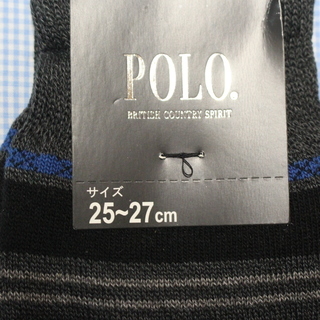 POLO.
BRITISH COUNTRY SPIRIT
サイズ
25~27cm